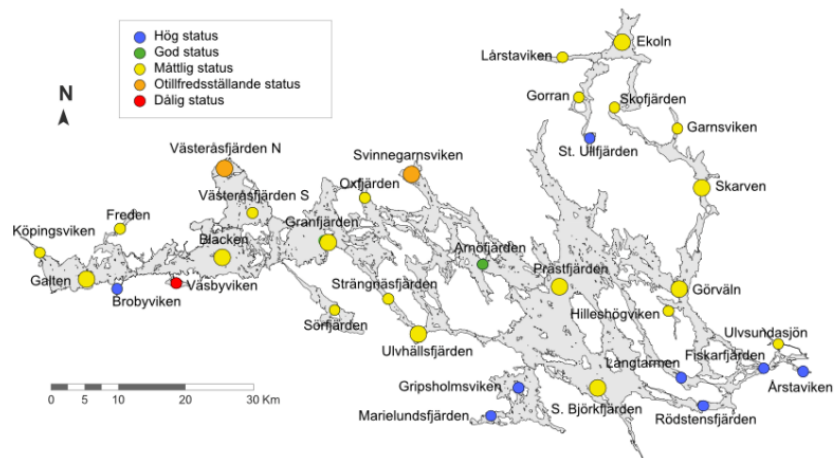 Hög status
God status
Måttlig status
Otillfredsställande status
Dålig status
N
Ekoln
Lårstaviken
Gorran
Skofjärden
Garnsviken
St. Ullfjärden
Västeråsfjärden N
Svinnegarnsviken
Oxfjärden
Skarven
Västeråsfjärden S
Freden
Granfjärden
Köpingsviken
Blacken
Arnöfjärden
Galten
Väsbyviken
Brobyviken
Strängnäsfjärden
Prästfjärden
Görväln
Hilleshögviken
Sörfjärden
Ulvhällsfjärden
Ulvsundasjön
Långtarmen
Fiskarfjärden
Gripsholmsviken
Årstaviken
Marielundsfjärden
S. Björkfjärden
Rödstensfjärden
0 5 10 20 30 Km